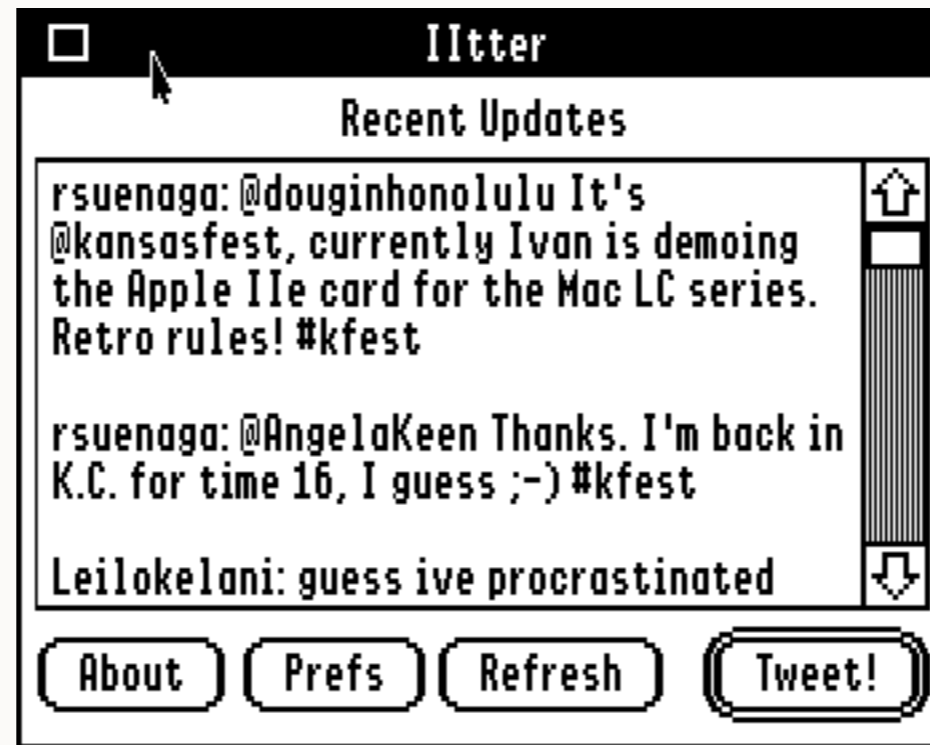 IItter
Recent Updates
rsuenaga: @douginhonolulu It's
@kansasfest, currently Ivan is demoing
the Apple IIe card for the Mac LC series.
Retro rules! #kfest
rsuenaga: @AngelaKeen Thanks. I'm back in
K.C. for time 16, I guess ;-) #kfest
Leilokelani: guess ive procrastinated
About
Prefs
Refresh
Tweet!